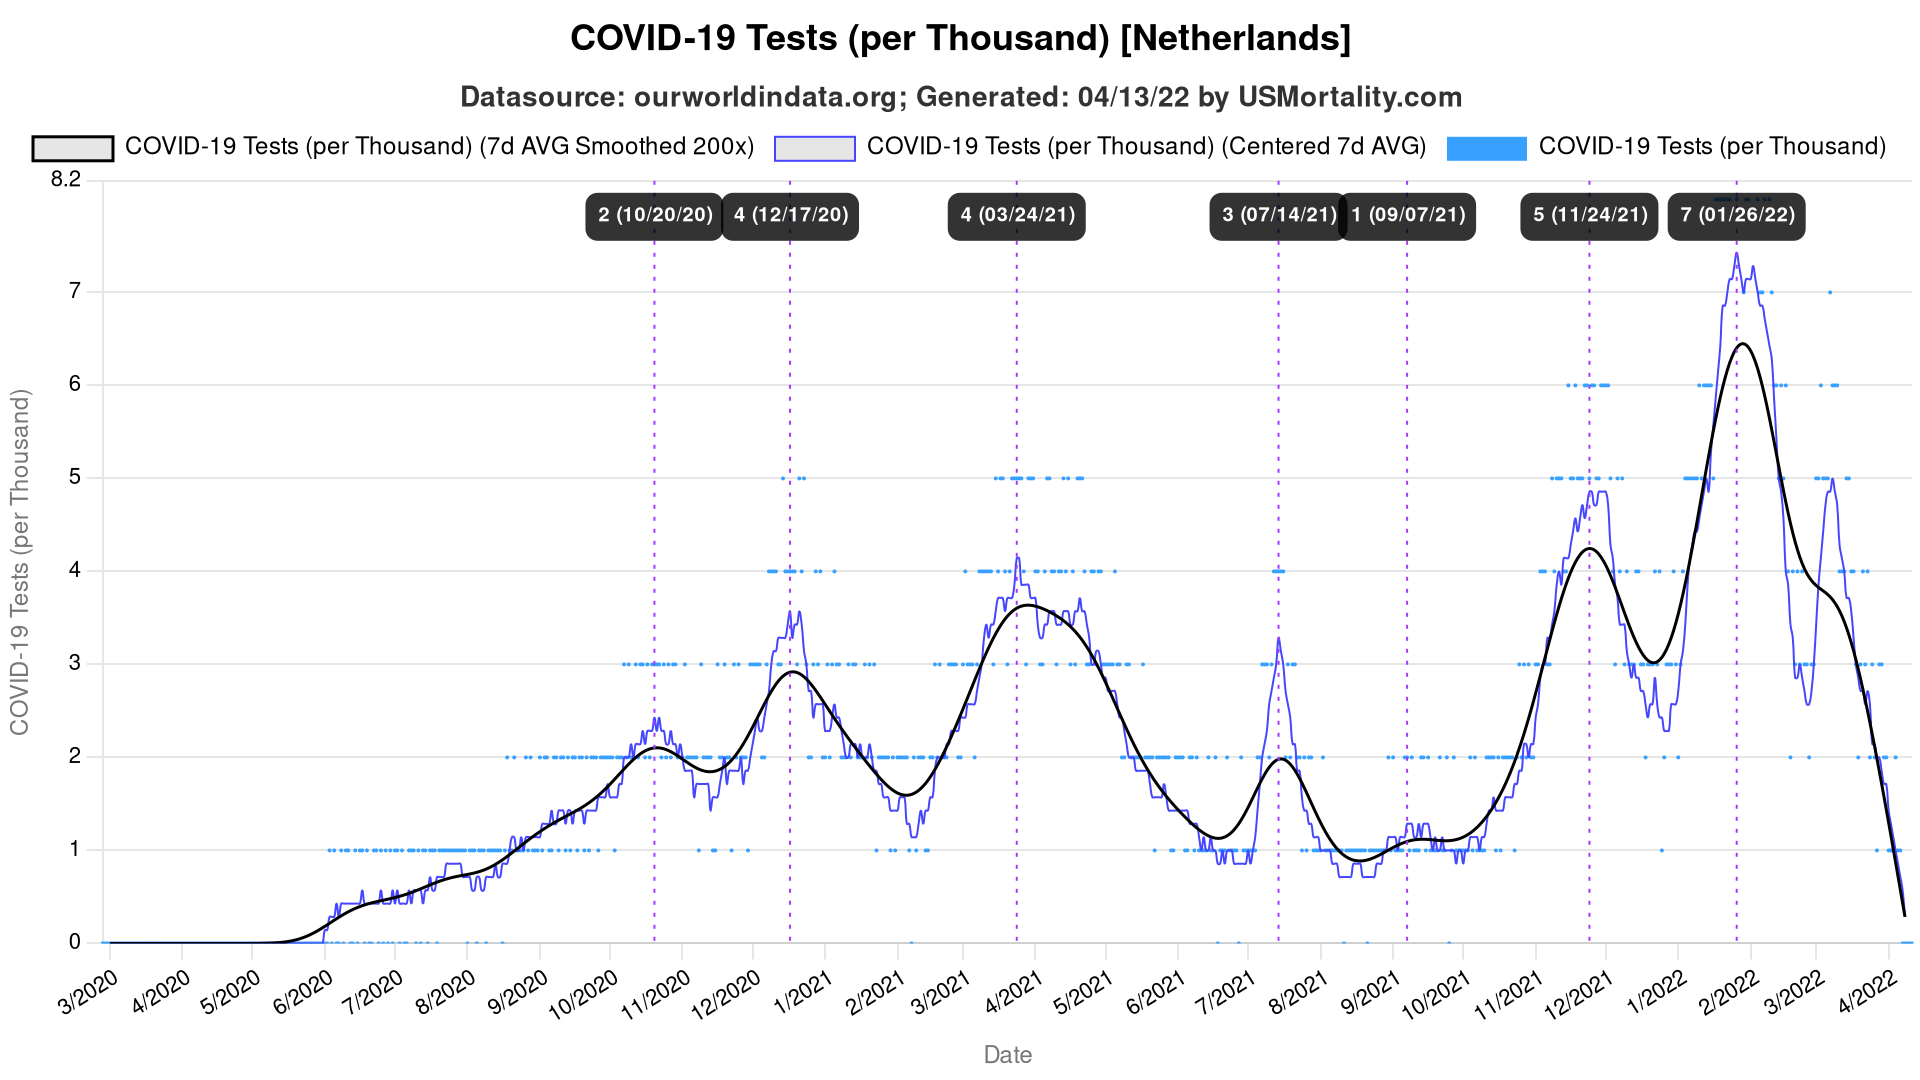 COVID-19 Tests (per Thousand) [Netherlands]
Datasource: ourworldindata.org; Generated: 04/13/22 by USMortality.com
COVID-19 Tests (per Thousand) (7d AVG Smoothed 200x) COVID-19 Tests (per Thousand) (Centered 7d AVG) COVID-19 Tests (per Thousand)
8.2
2 (10/20/20) 4 (12/17/20) 4 (03/24/21) 3 (07/14/21) 1 (09/07/21) 5 (11/24/21) 7 (01/26/22)
7
6
5
4
3
2
1
0
COVID-19 Tests (per Thousand)
3/2020 4/2020 5/2020 6/2020 7/2020 8/2020 9/2020 10/2020 11/2020 12/2020 1/2021 2/2021 3/2021 4/2021 5/2021 6/2021 7/2021 8/2021 9/2021 10/2021 11/2021 12/2021 1/2022 2/2022 3/2022 4/2022
Date